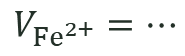 V_{Fe^{2+}} = ⋯